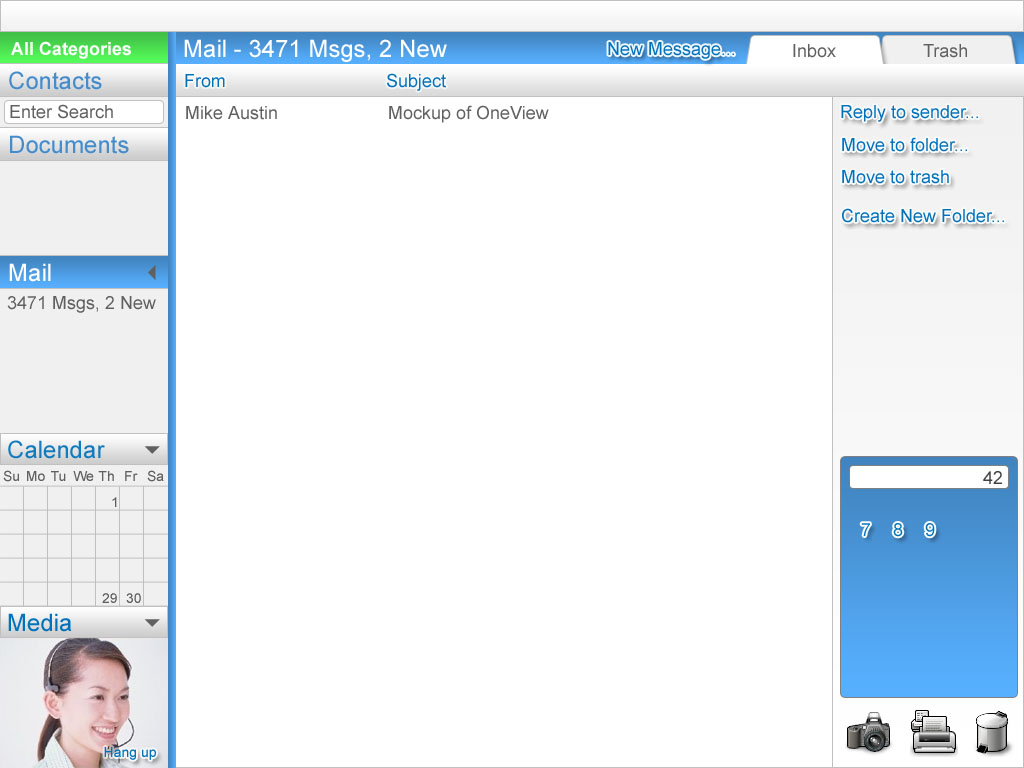 All Categories
Contacts
Enter Search
Documents
Mail
3471 Msgs, 2 New
Calendar
Su Mo Tu We Th Fr Sa
1
29 30
Media
Hang up
Mail - 3471 Msgs, 2 New
New Message...
Inbox
Trash
From Subject
Mike Austin Mockup of OneView
Reply to sender...
Move to folder...
Move to trash
Create New Folder...
42
7 8 9